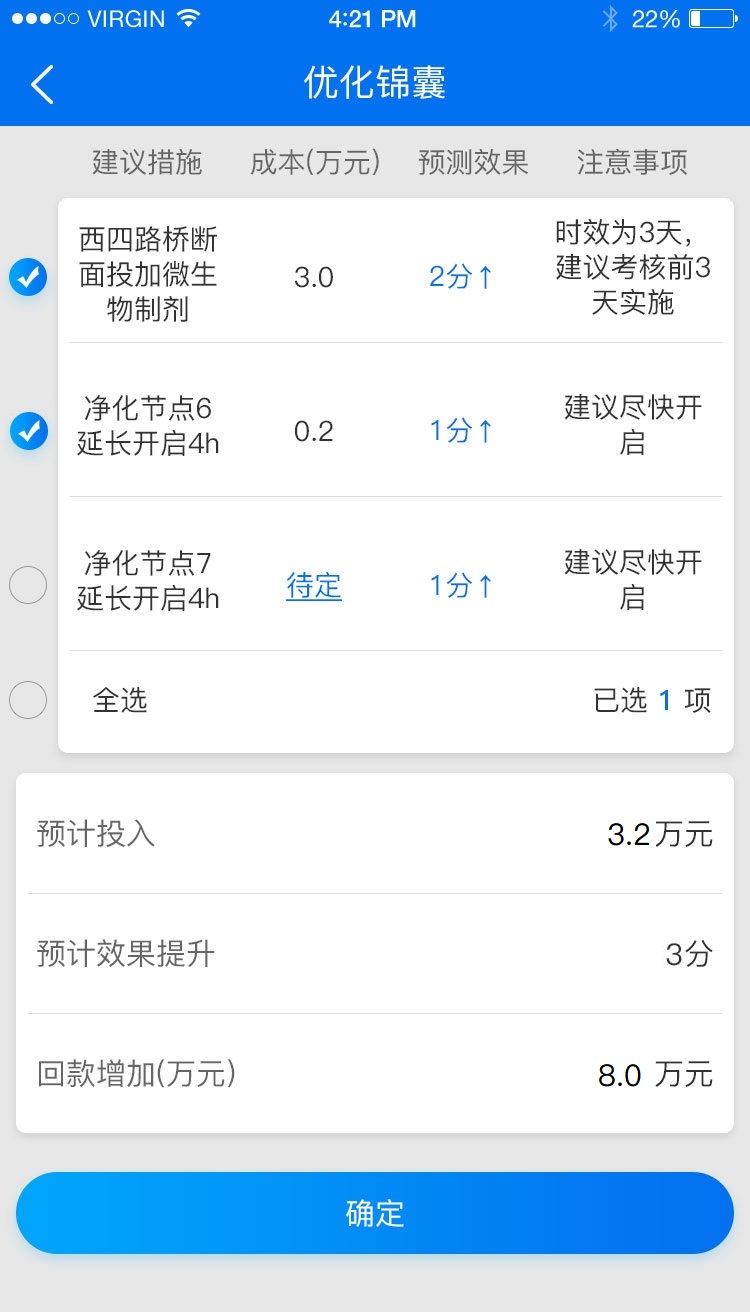 VIRGIN 4:21 PM 22%
优化锦囊
建议措施 成本(万元) 预测效果 注意事项
西四路桥断
面投加微生
物制剂
3.0
2分↑
时效为3天，
建议考核前3
天实施
净化节点6
延长开启4h
0.2
1分↑
建议尽快开
启
净化节点7
延长开启4h
待定
1分↑
建议尽快开
启
全选 已选 1 项
预计投入 3.2万元
预计效果提升 3分
回款增加(万元) 8.0 万元
确定